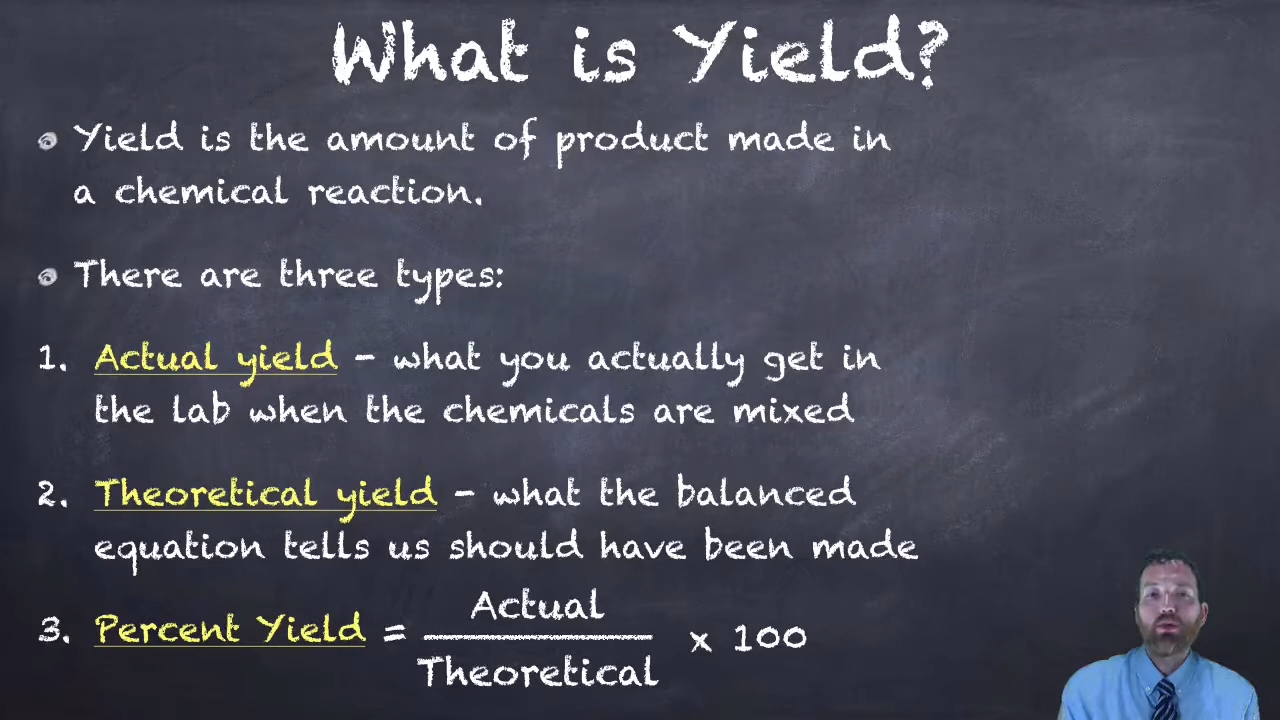 What is Yield?
Yield is the amount of product made in
a chemical reaction.
There are three types:
1. Actual yield - what you actually get in
the lab when the chemicals are mixed
2. Theoretical yield - what the balanced
equation tells us should have been made
Actual
3. Percent Yield = x 100
Theoretical